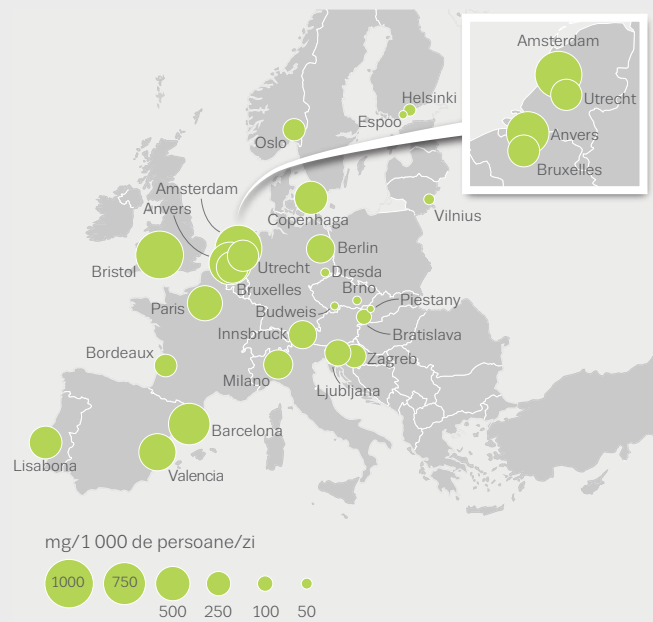 Amsterdam
Utrecht
Anvers
Bruxelles
Helsinki
Espoo
Oslo
Amsterdam
Anvers
Copenhaga
Vilnius
Bristol
Berlin
Utrecht
Dresda
Bruxelles
Brno
Piestany
Paris
Budweis
Innsbruck
Bratislava
Bordeaux
Zagreb
Milano
Ljubljana
Barcelona
Lisabona
Valencia
mg/1 000 de persoane/zi
1000 750 500 250 100 50